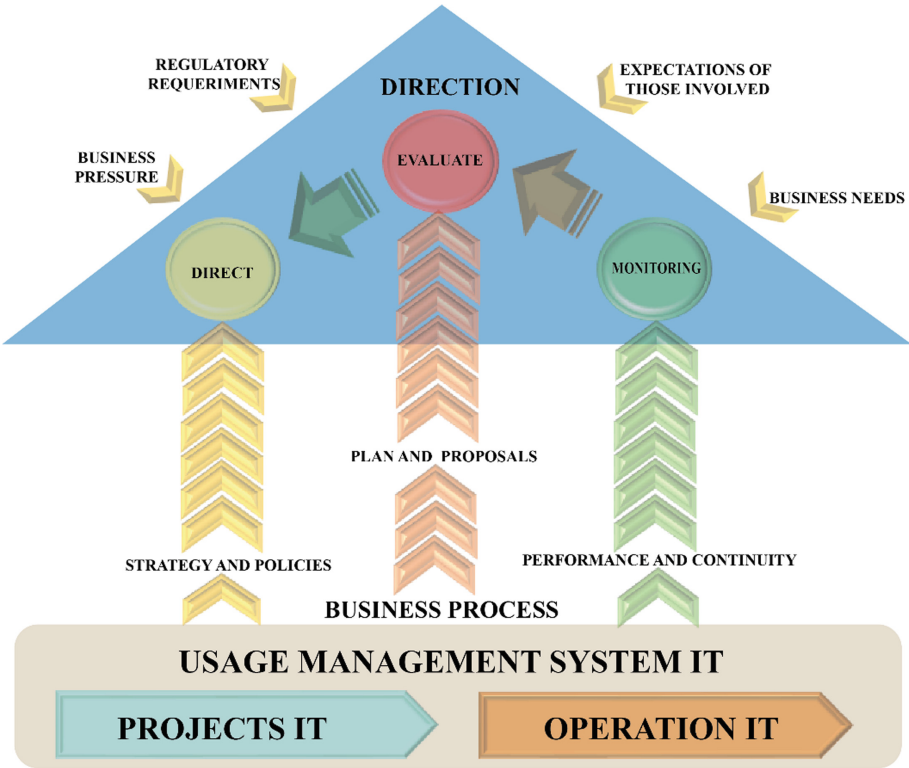 REGULATORY
REQUERIMENTS
EXPECTATIONS OF
THOSE INVOLVED
DIRECTION
BUSINESS
PRESSURE
EVALUATE
BUSINESS NEEDS
DIRECT
MONITORING
PLAN AND PROPOSALS
STRATEGY AND POLICIES
PERFORMANCE AND CONTINUITY
BUSINESS PROCESS
USAGE MANAGEMENT SYSTEM IT
PROJECTS IT
OPERATION IT